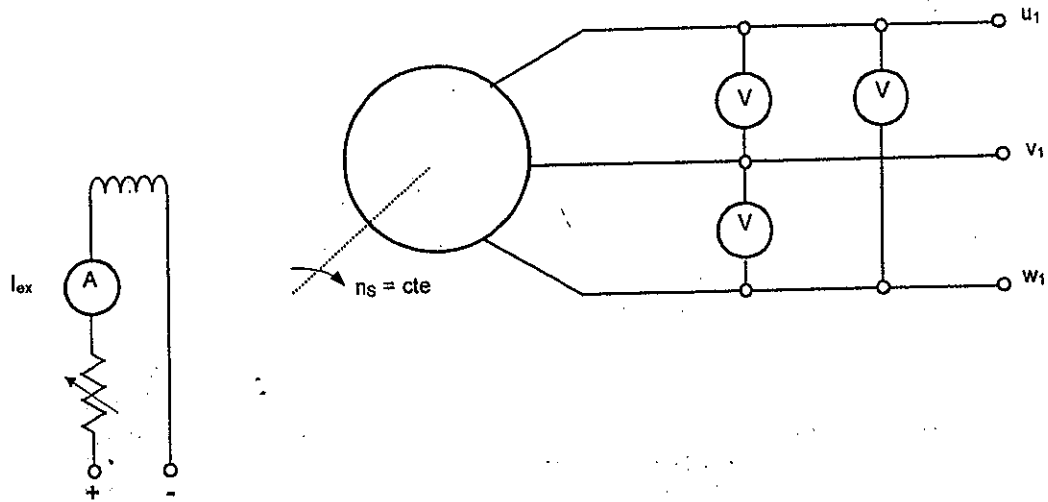 u₁
V
V
v₁
V
w₁
nₛ = cte
Iₑₓ
A
+
-